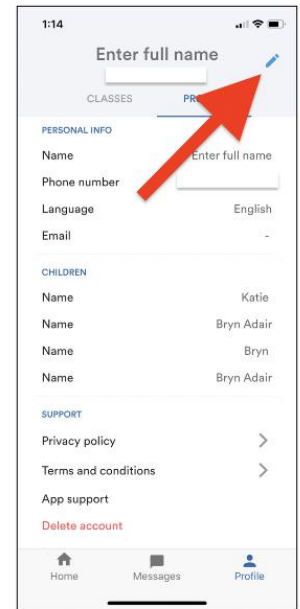 1:14
Enter full name
CLASSES
PERSONAL INFO
Name Enter full name
Phone number
Language English
Email -
CHILDREN
Name Katie
Name Bryn Adair
Name Bryn
Name Bryn Adair
SUPPORT
Privacy policy
Terms and conditions
App support
Delete account
Home Messages Profile